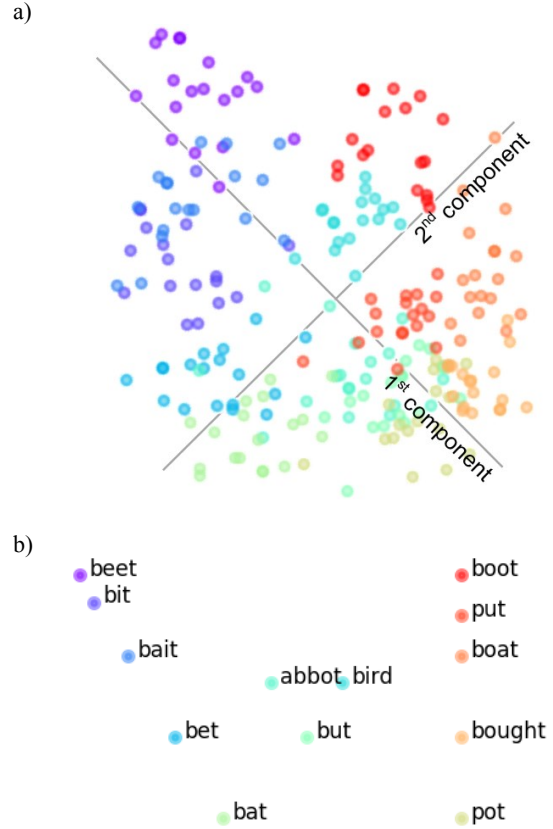 a)
2nd component
1st component
b)
beet
boot
bit
put
bait
boat
abbot
bird
bet
but
bought
bat
pot